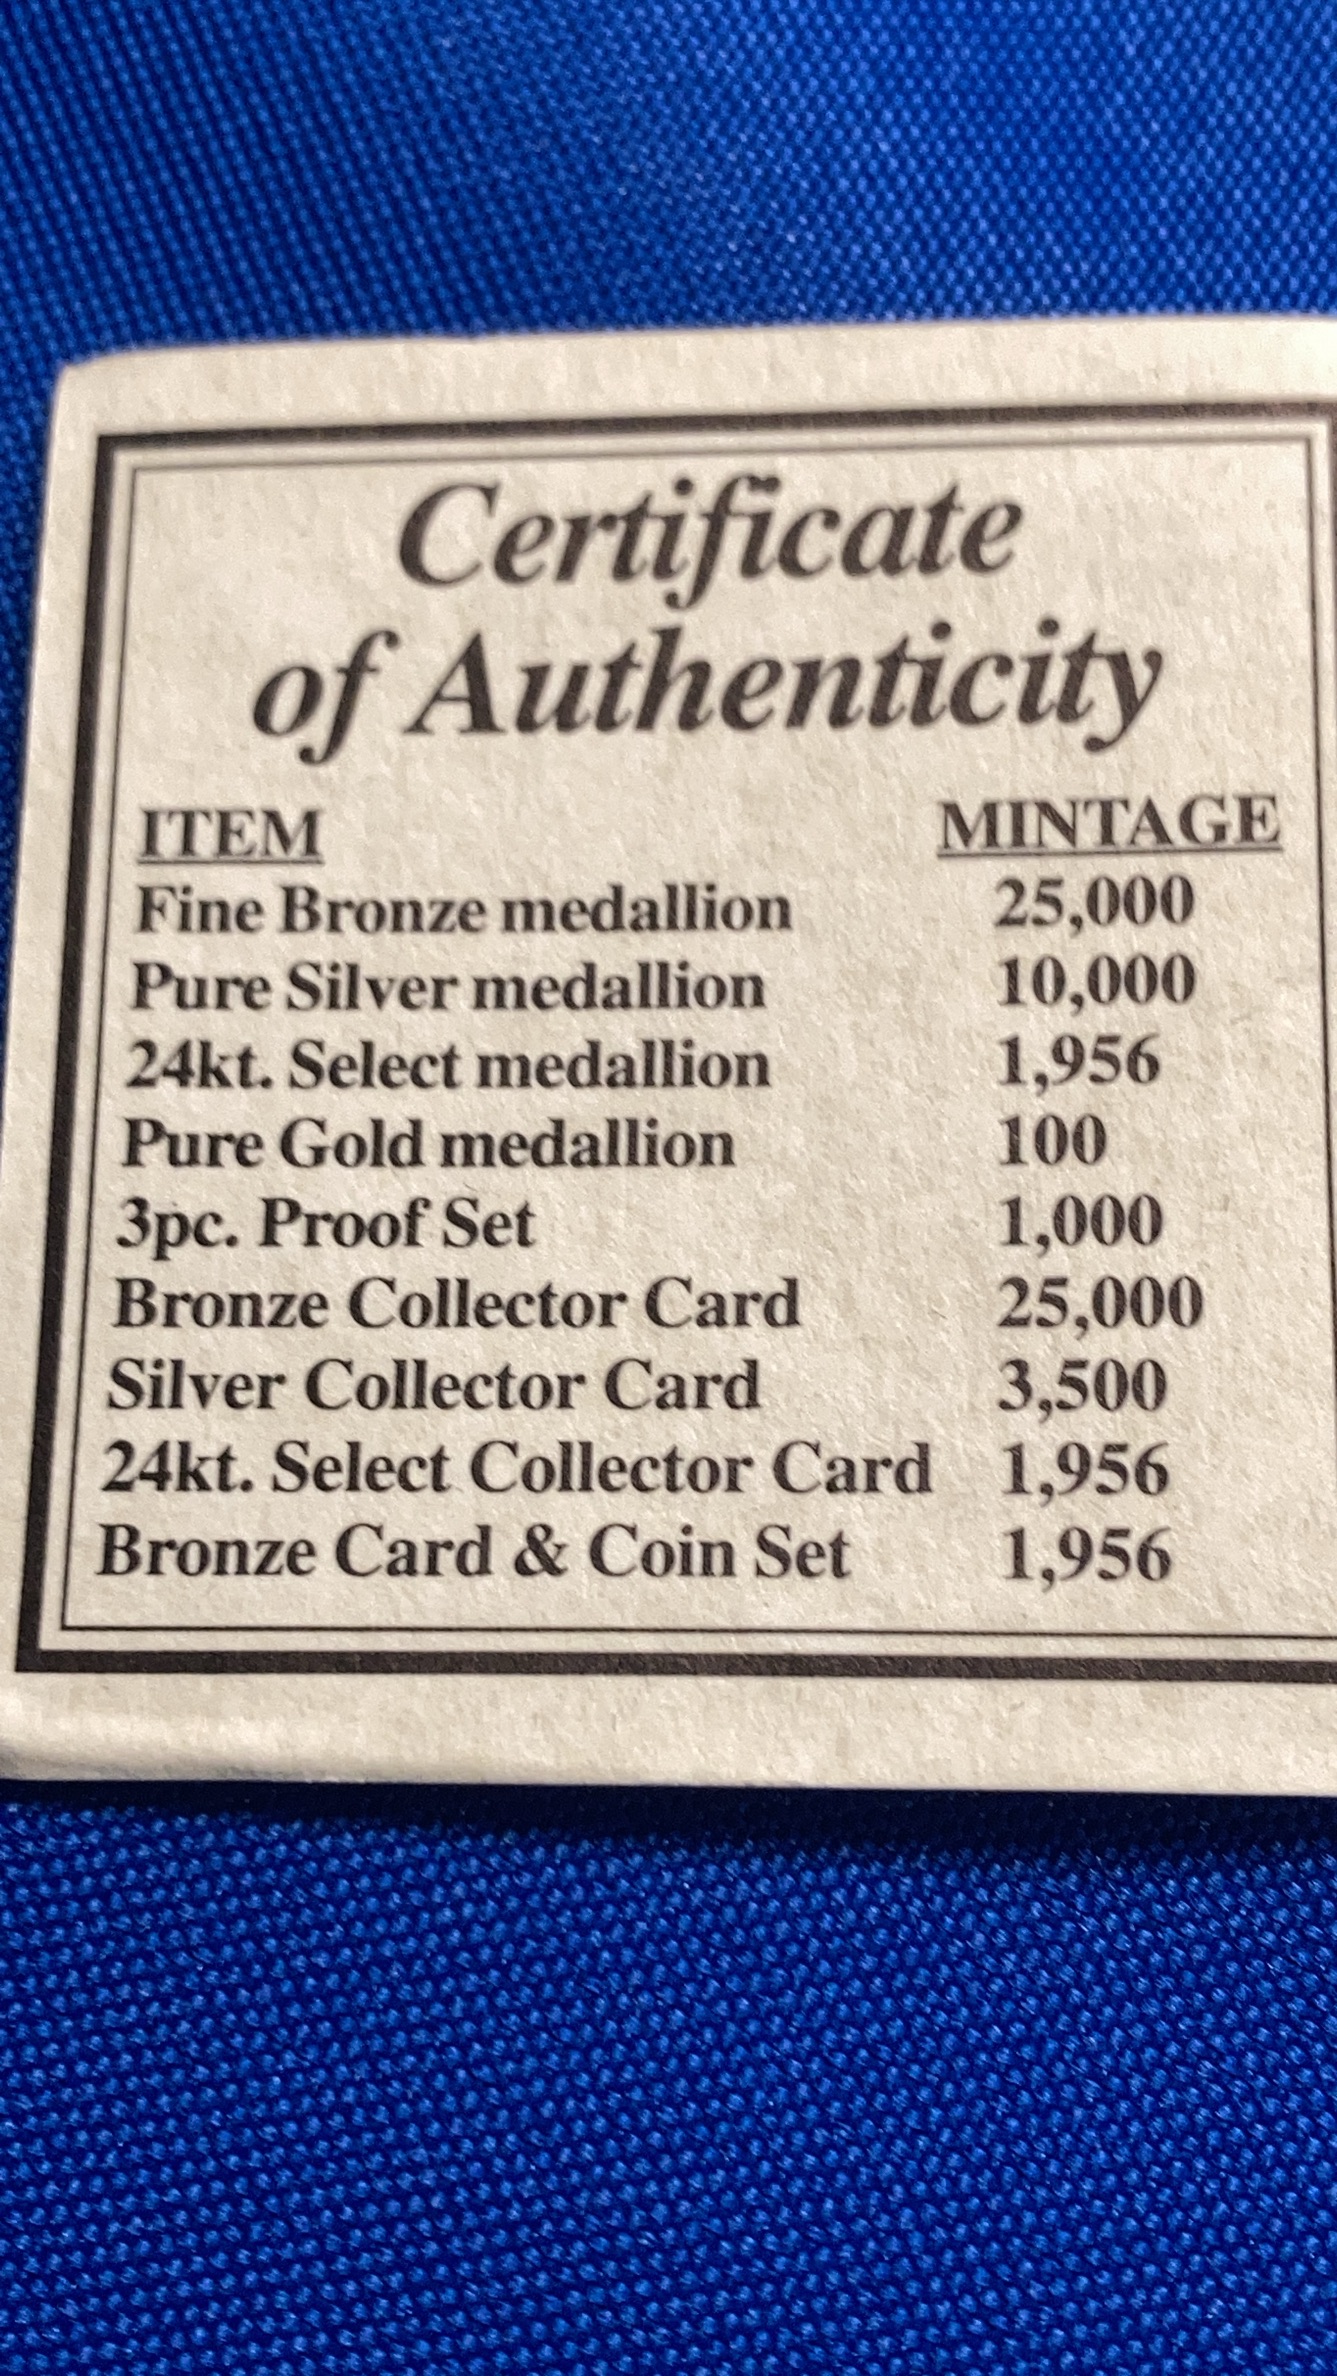 Certificate
of Authenticity
ITEM MINTAGE
Fine Bronze medallion 25,000
Pure Silver medallion 10,000
24kt. Select medallion 1,956
Pure Gold medallion 100
3pc. Proof Set 1,000
Bronze Collector Card 25,000
Silver Collector Card 3,500
24kt. Select Collector Card 1,956
Bronze Card & Coin Set 1,956